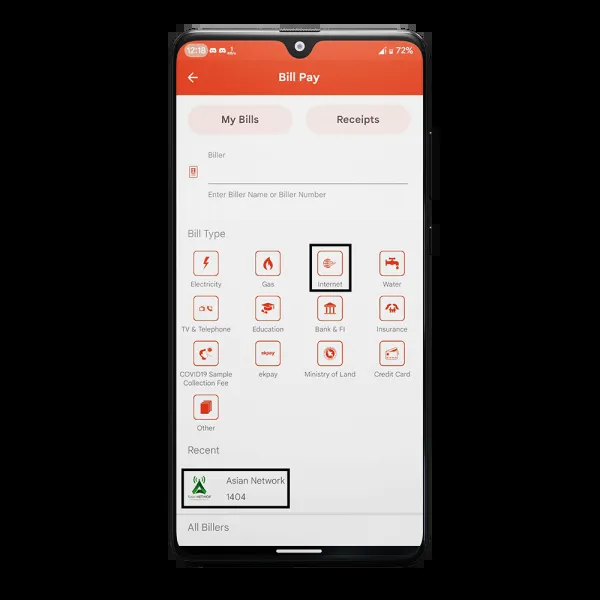 12:18
72%
Bill Pay
My Bills
Receipts
Biller
Enter Biller Name or Biller Number
Bill Type
Electricity
Gas
Internet
Water
TV & Telephone
Education
Bank & FI
Insurance
COVID19 Sample
Collection Fee
ekpay
ekpay
Ministry of Land
Credit Card
Other
Recent
Asian Network
1404
All Billers